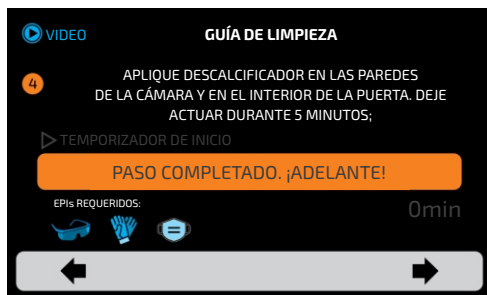 VIDEO
GUÍA DE LIMPIEZA
4
APLIQUE DESCALCIFICADOR EN LAS PAREDES
DE LA CÁMARA Y EN EL INTERIOR DE LA PUERTA. DEJE
ACTUAR DURANTE 5 MINUTOS;
TEMPORIZADOR DE INICIO
PASO COMPLETADO. ¡ADELANTE!
EPIs REQUERIDOS:
0min